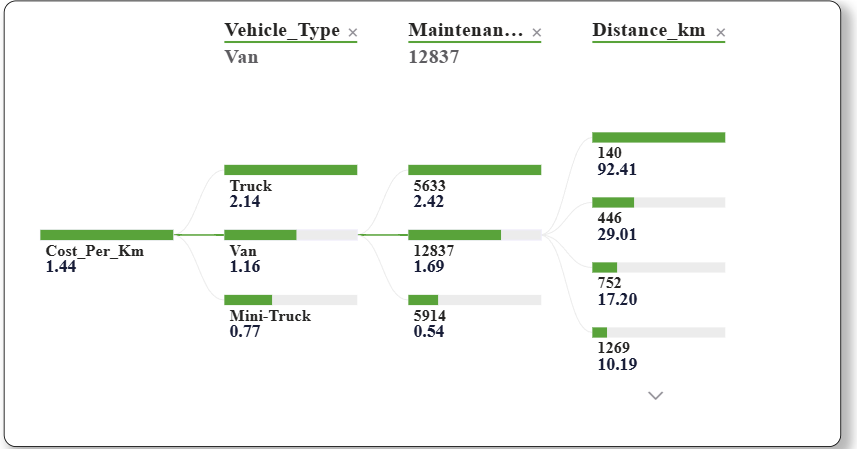 Vehicle_Type ×
Maintenan... ×
Distance_km ×
Van
12837
140
92.41
Truck
2.14
5633
2.42
446
29.01
Cost_Per_Km
1.44
Van
1.16
12837
1.69
752
17.20
Mini-Truck
0.77
5914
0.54
1269
10.19